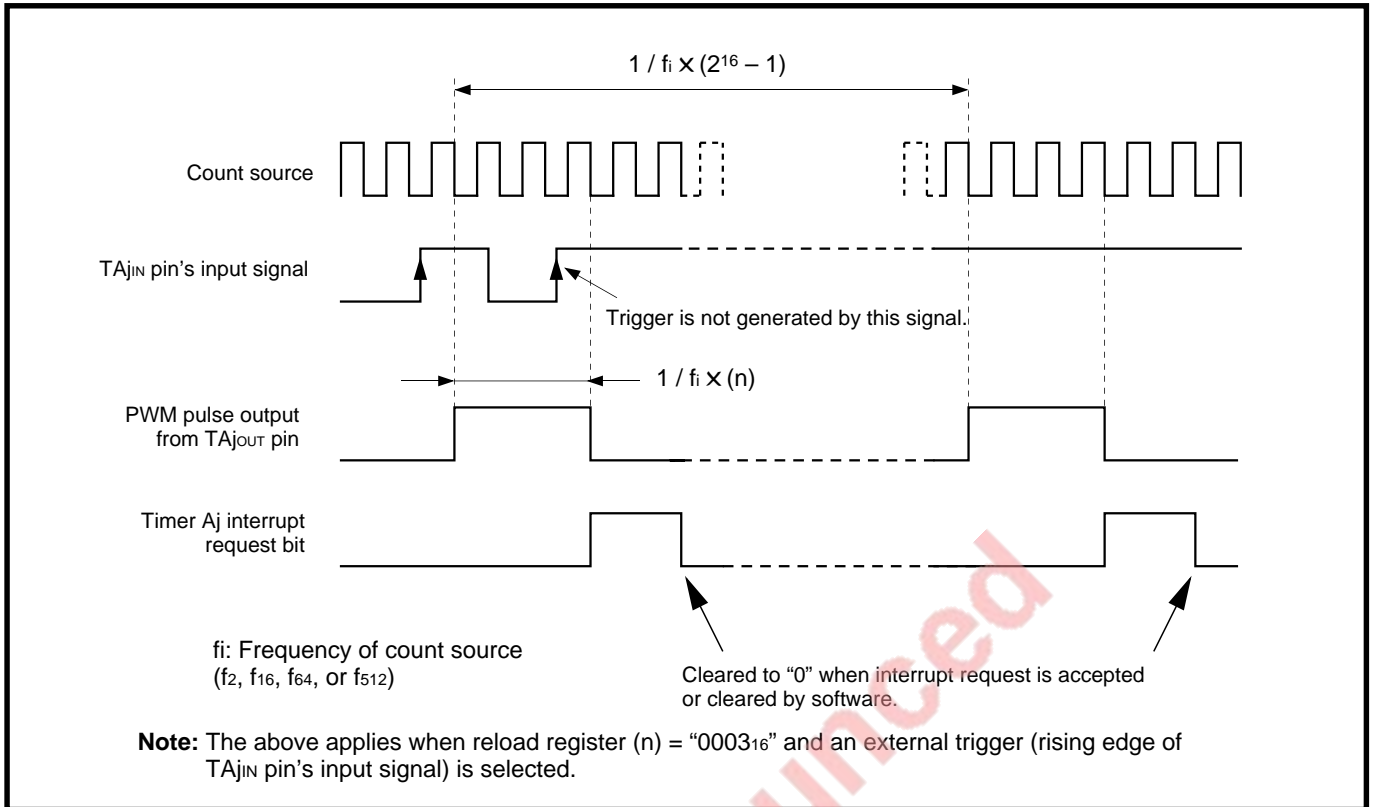 1 / fi × (2^16 – 1)
Count source
TAjIN pin’s input signal
Trigger is not generated by this signal.
1 / fi × (n)
PWM pulse output
from TAjOUT pin
Timer Aj interrupt
request bit
fi: Frequency of count source
(f2, f16, f64, or f512)
Cleared to “0” when interrupt request is accepted
or cleared by software.
Note: The above applies when reload register (n) = “000316” and an external trigger (rising edge of
TAjIN pin’s input signal) is selected.
unced